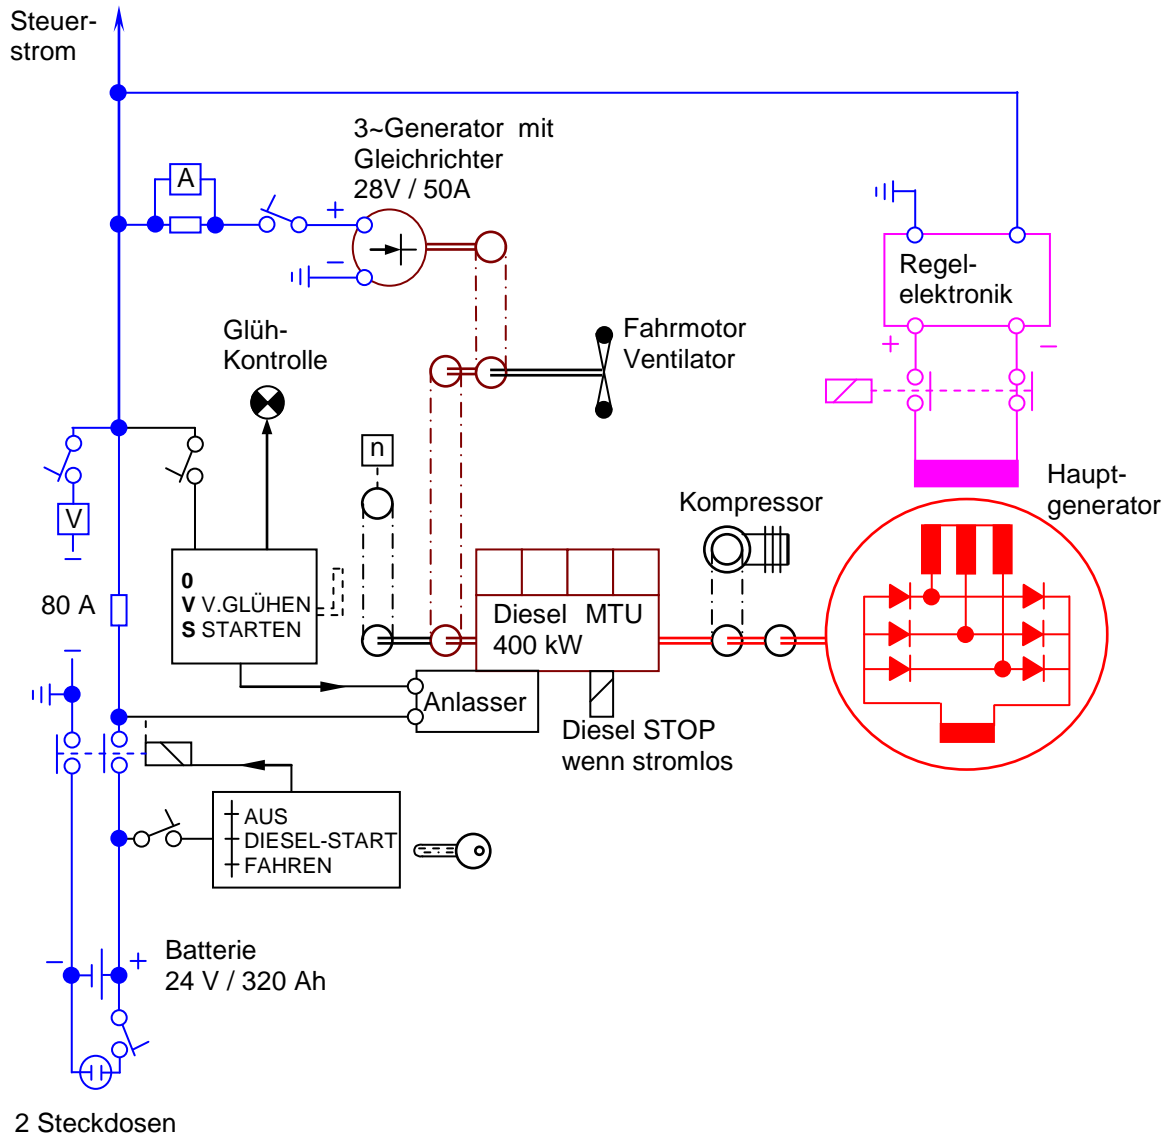 Steuer-
strom
3~Generator mit
Gleichrichter
28V / 50A
A
+
−
Regel-
elektronik
+
−
Glüh-
Kontrolle
Fahrmotor
Ventilator
n
V
−
Haupt-
generator
Kompressor
0
V V.GLÜHEN
S STARTEN
80 A
Diesel MTU
400 kW
−
Anlasser
Diesel STOP
wenn stromlos
AUS
DIESEL-START
FAHREN
Batterie
24 V / 320 Ah
−
+
2 Steckdosen